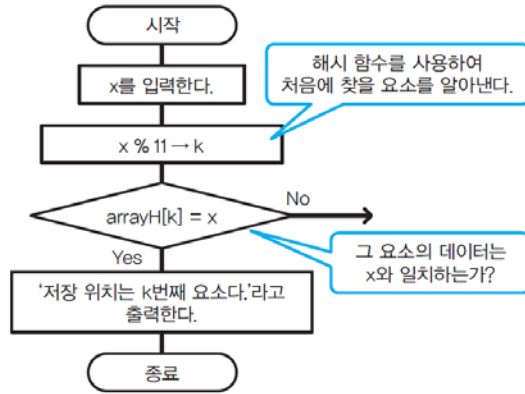 시작
x를 입력한다.
해시 함수를 사용하여
처음에 찾을 요소를 알아낸다.
x % 11 → k
No
arrayH[k] = x
Yes
그 요소의 데이터는
x와 일치하는가?
'저장 위치는 k번째 요소다.'라고
출력한다.
종료